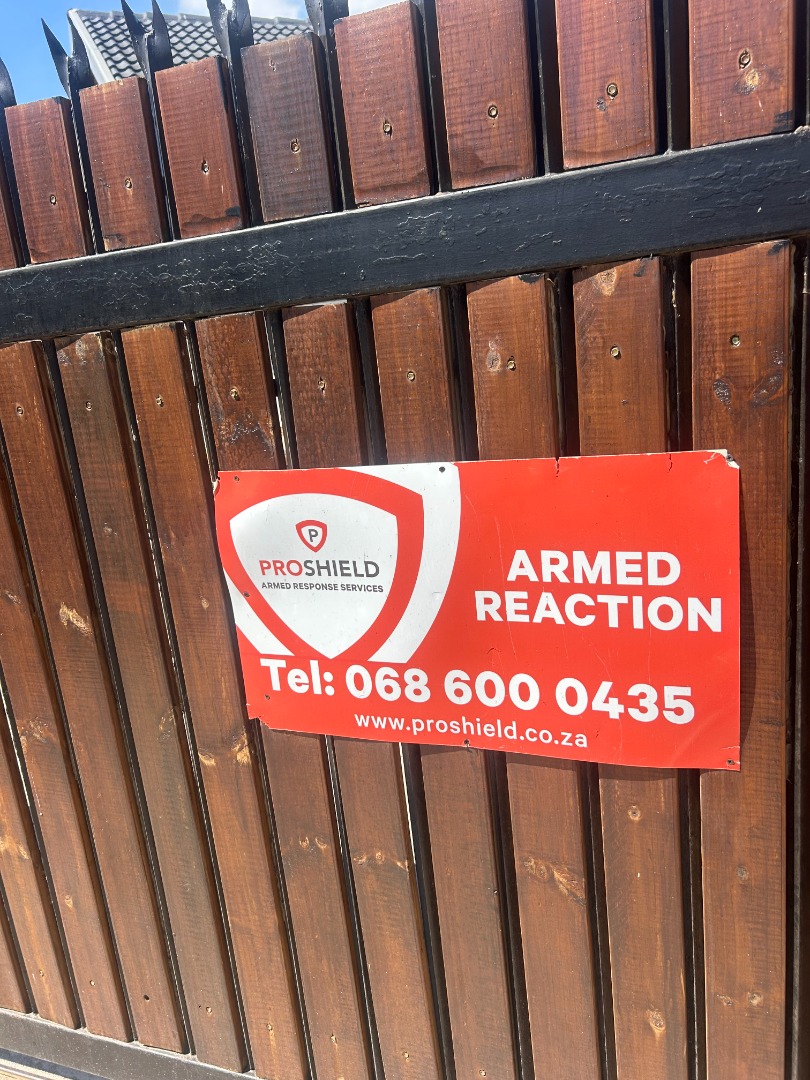 P
PROSHIELD
ARMED RESPONSE SERVICES
ARMED
REACTION
Tel: 068 600 0435
www.proshield.co.za